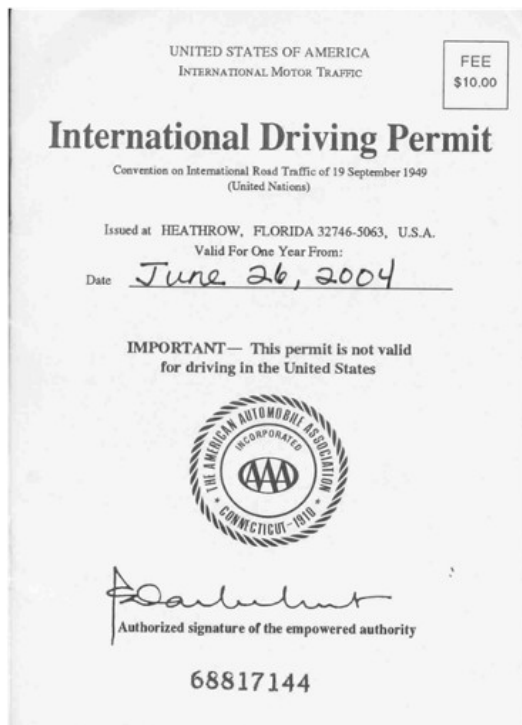 UNITED STATES OF AMERICA
INTERNATIONAL MOTOR TRAFFIC
FEE
$10.00
International Driving Permit
Convention on International Road Traffic of 19 September 1949
(United Nations)
Issued at HEATHROW, FLORIDA 32746-5063, U.S.A.
Valid For One Year From:
Date June 26, 2004
IMPORTANT— This permit is not valid
for driving in the United States
THE AMERICAN AUTOMOBILE ASSOCIATION
INCORPORATED
AAA
* CONNECTICUT-1910 *
Authorized signature of the empowered authority
68817144